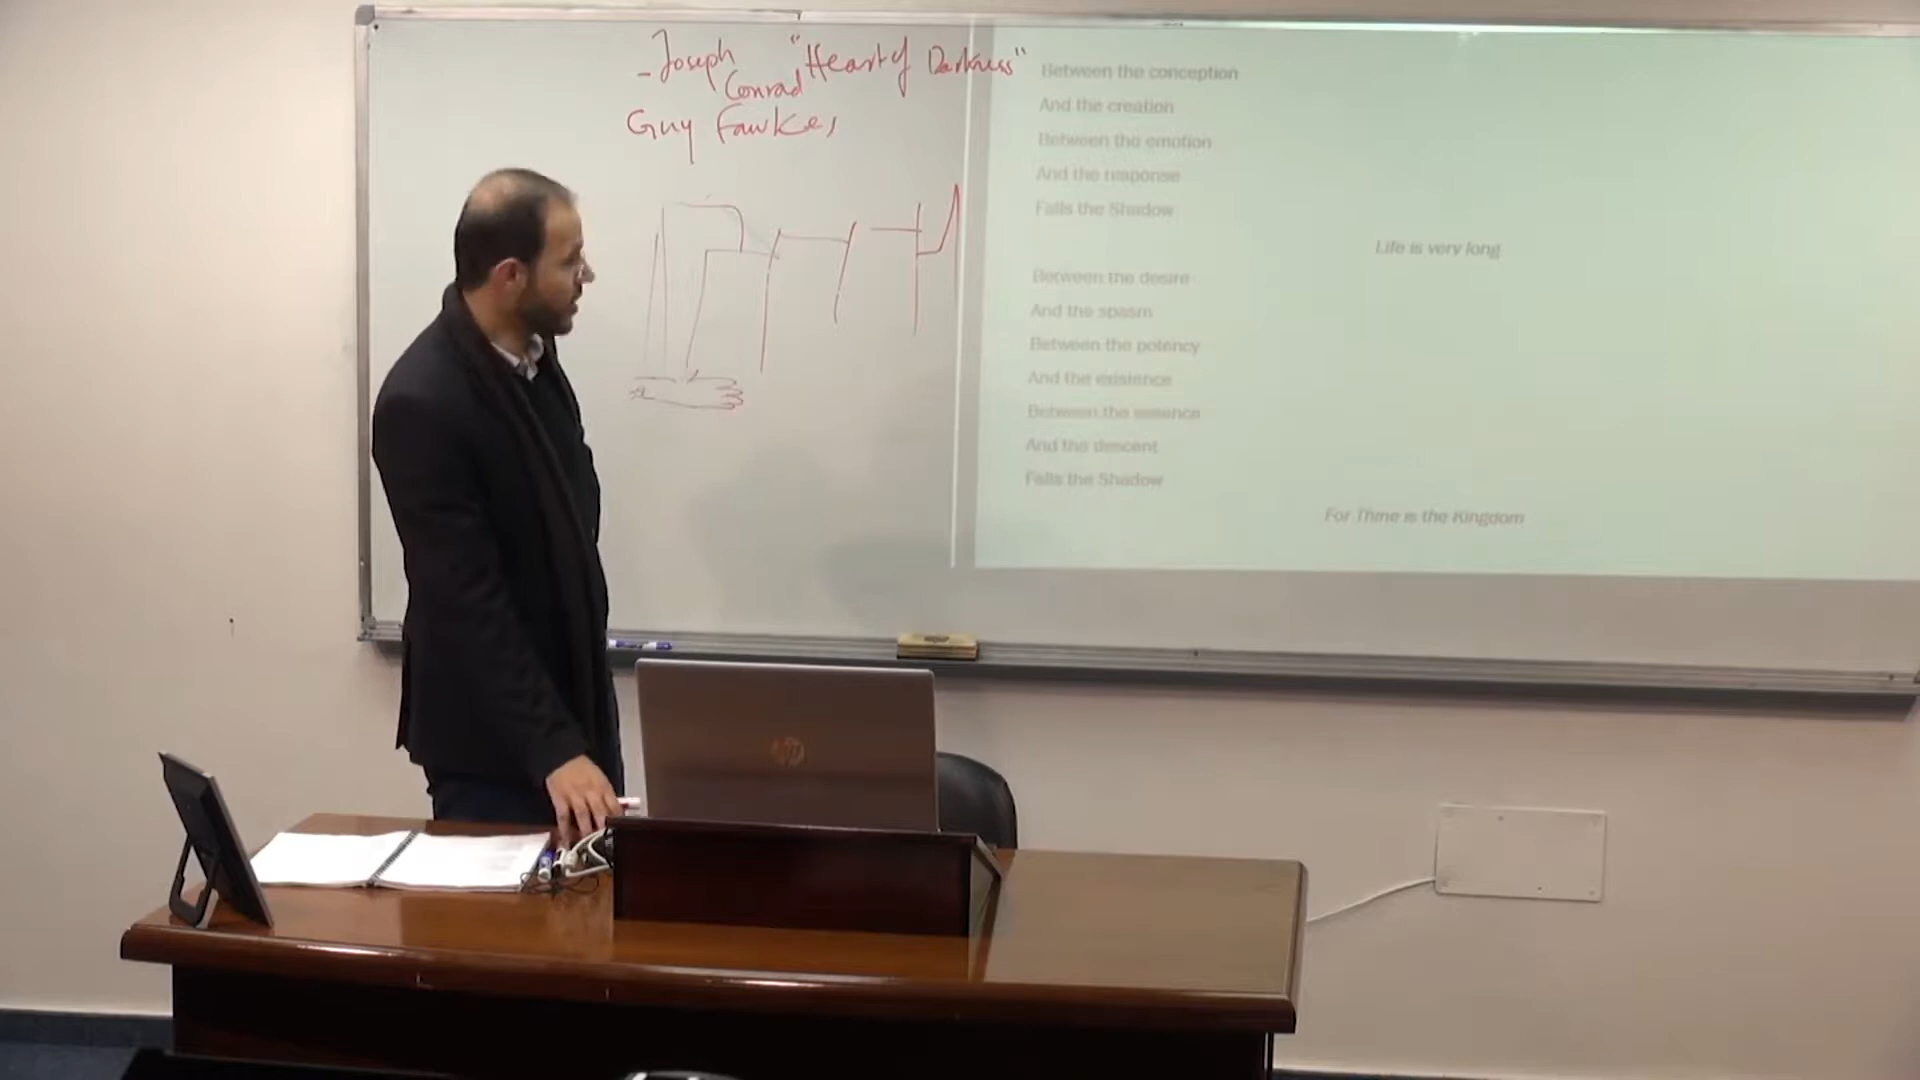 - Joseph "Heart of Darkness"
Conrad
Guy Fawkes
Between the conception
And the creation
Between the emotion
And the response
Falls the Shadow
Life is very long
Between the desire
And the spasm
Between the potency
And the existence
Between the essence
And the descent
Falls the Shadow
For Thine is the Kingdom
hp